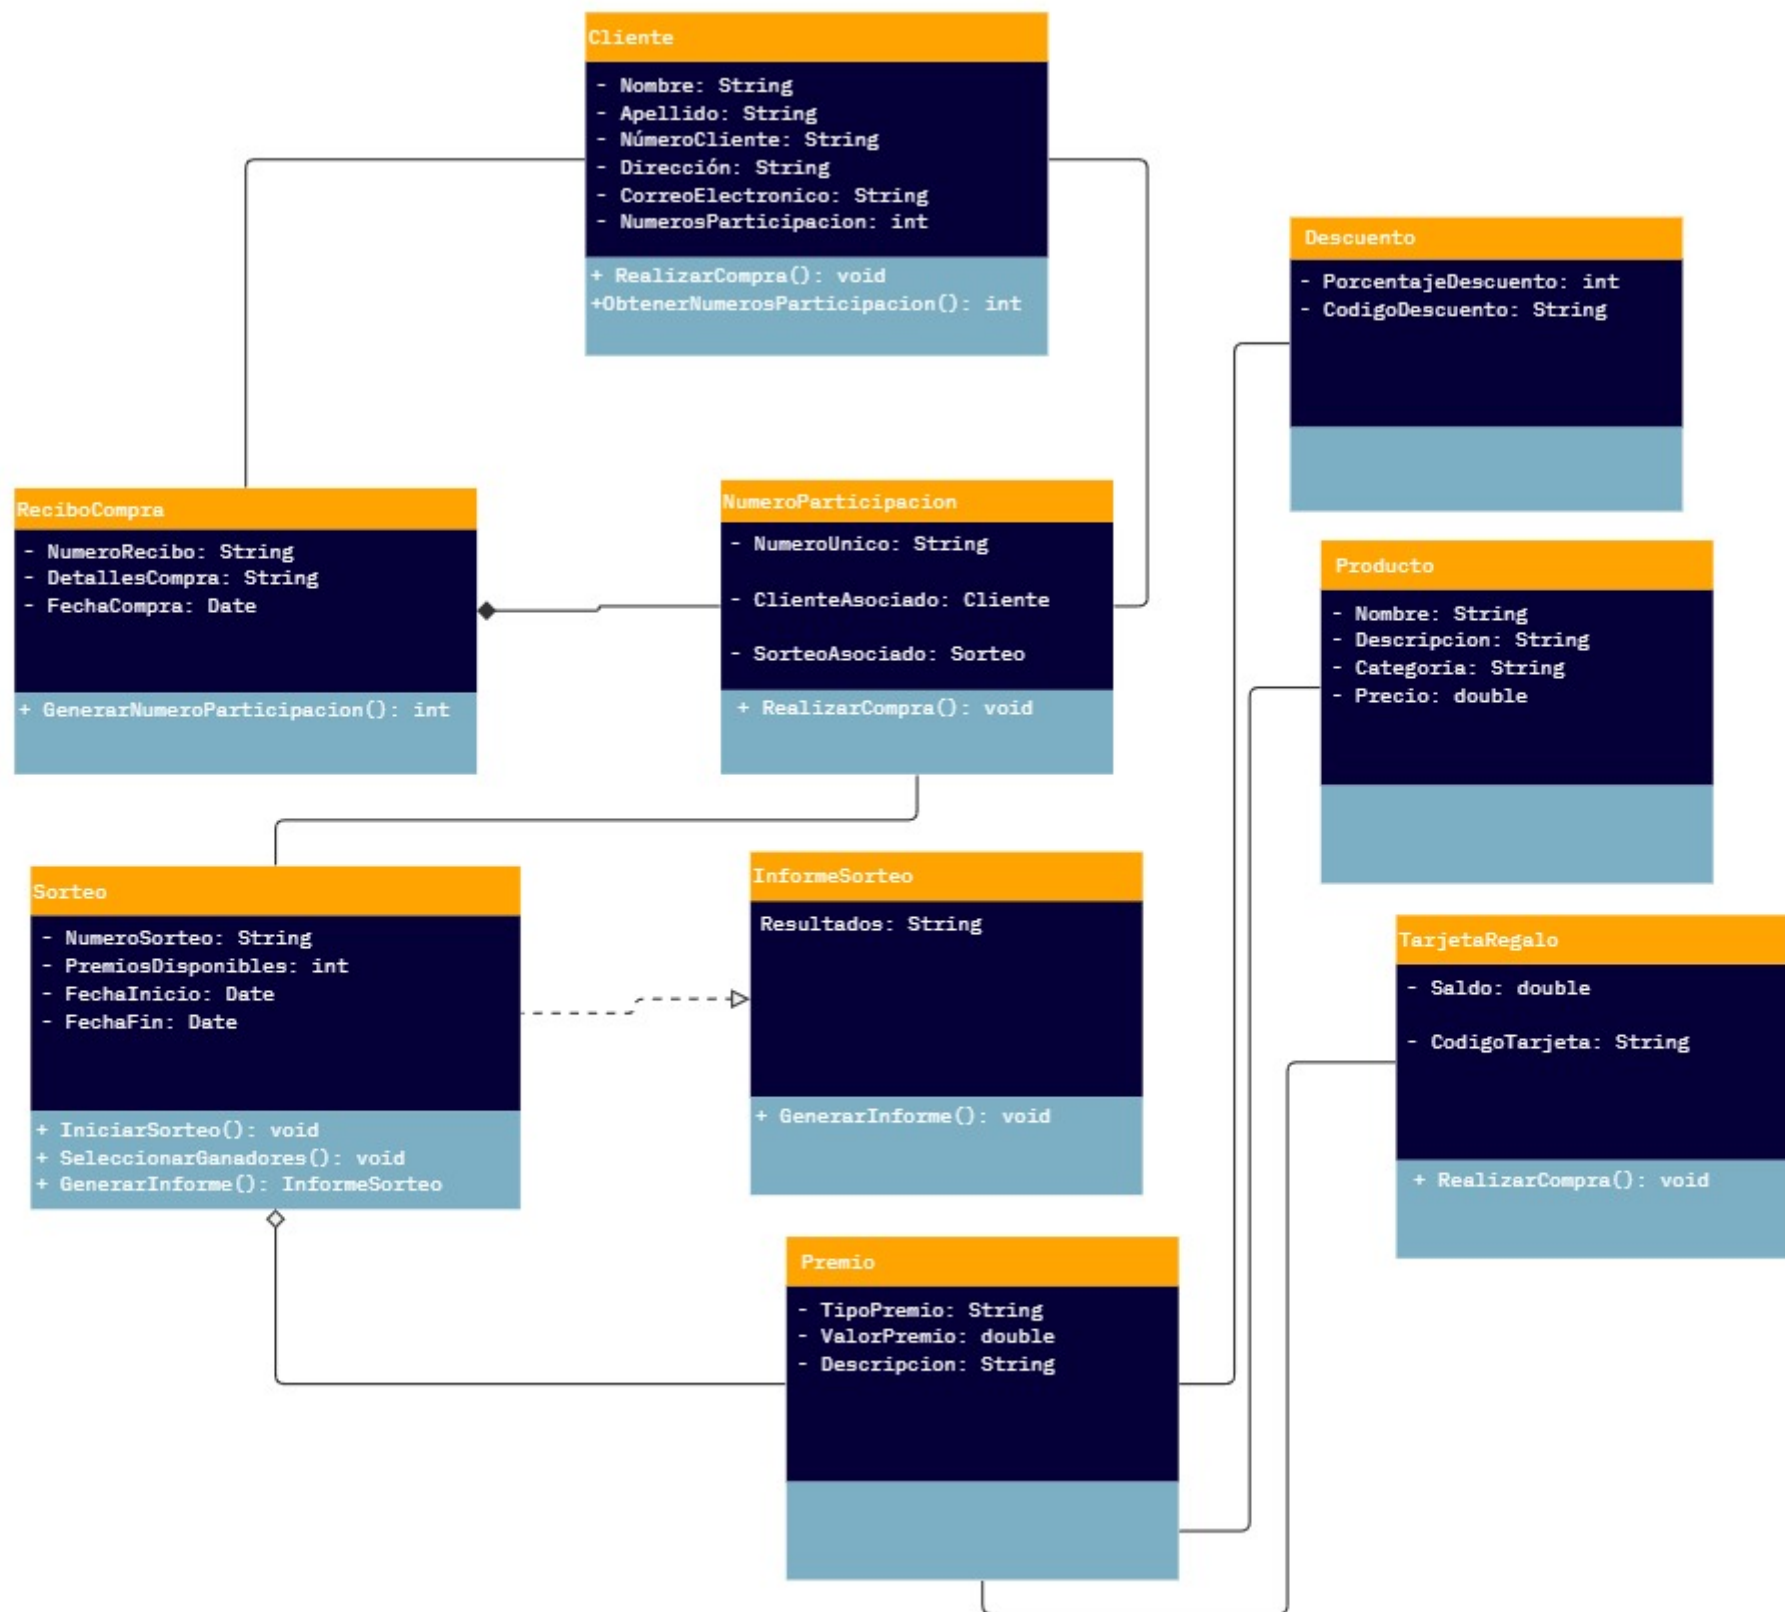 Cliente
- Nombre: String
- Apellido: String
- NúmeroCliente: String
- Dirección: String
- CorreoElectronico: String
- NumerosParticipacion: int
+ RealizarCompra(): void
+ObtenerNumerosParticipacion(): int
Descuento
- PorcentajeDescuento: int
- CodigoDescuento: String
ReciboCompra
- NumeroRecibo: String
- DetallesCompra: String
- FechaCompra: Date
+ GenerarNumeroParticipacion(): int
NumeroParticipacion
- NumeroUnico: String
- ClienteAsociado: Cliente
- SorteoAsociado: Sorteo
+ RealizarCompra(): void
Producto
- Nombre: String
- Descripcion: String
- Categoria: String
- Precio: double
Sorteo
- NumeroSorteo: String
- PremiosDisponibles: int
- FechaInicio: Date
- FechaFin: Date
+ IniciarSorteo(): void
+ SeleccionarGanadores(): void
+ GenerarInforme(): InformeSorteo
InformeSorteo
Resultados: String
+ GenerarInforme(): void
TarjetaRegalo
- Saldo: double
- CodigoTarjeta: String
+ RealizarCompra(): void
Premio
- TipoPremio: String
- ValorPremio: double
- Descripcion: String